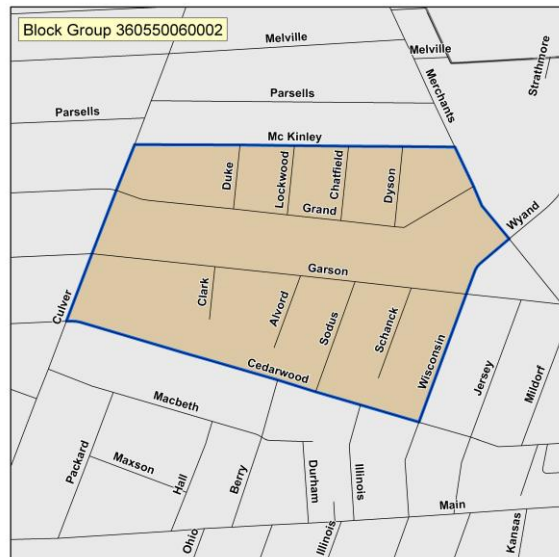 Block Group 360550060002
Melville
Melville
Strathmore
Merchants
Parsells
Parsells
Mc Kinley
Duke
Lockwood
Chatfield
Dyson
Grand
Wyand
Garson
Clark
Alvord
Sodus
Schanck
Culver
Cedarwood
Wisconsin
Jersey
Mildorf
Macbeth
Packard
Maxson
Hall
Berry
Durham
Illinois
Main
Ohio
Illinois
Kansas